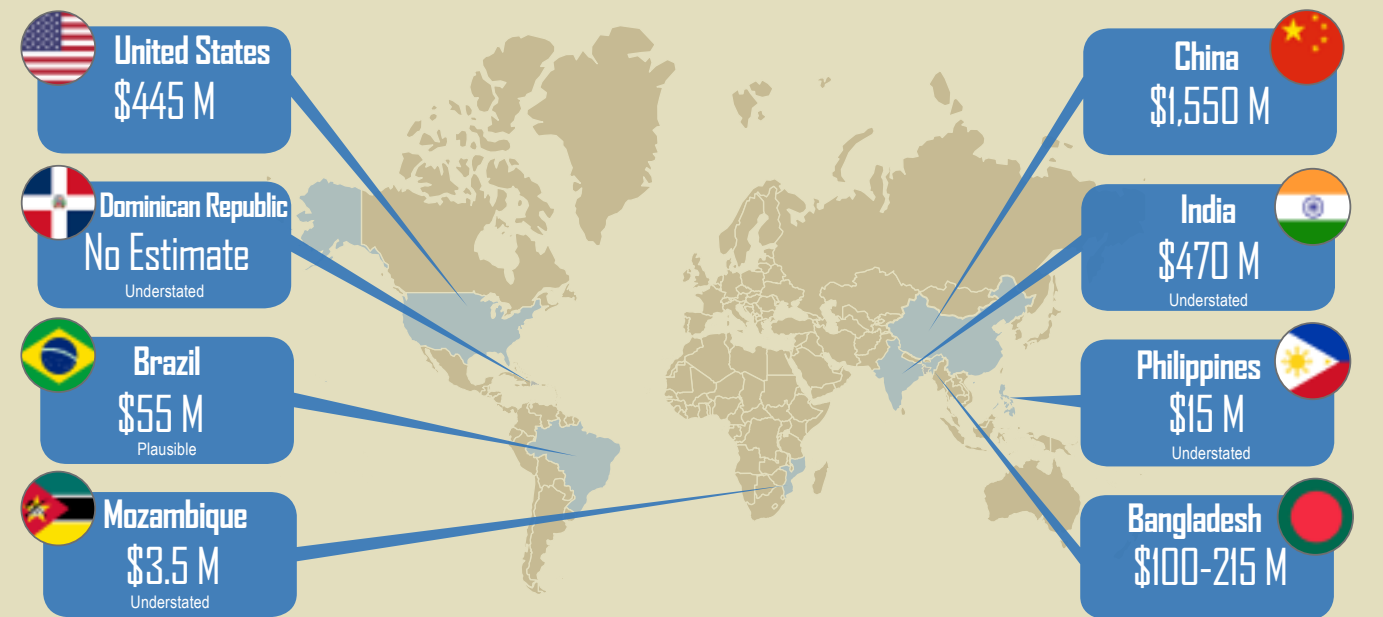 United States
$445 M
Dominican Republic
No Estimate
Understated
Brazil
$55 M
Plausible
Mozambique
$3.5 M
Understated
China
$1,550 M
India
$470 M
Understated
Philippines
$15 M
Understated
Bangladesh
$100-215 M